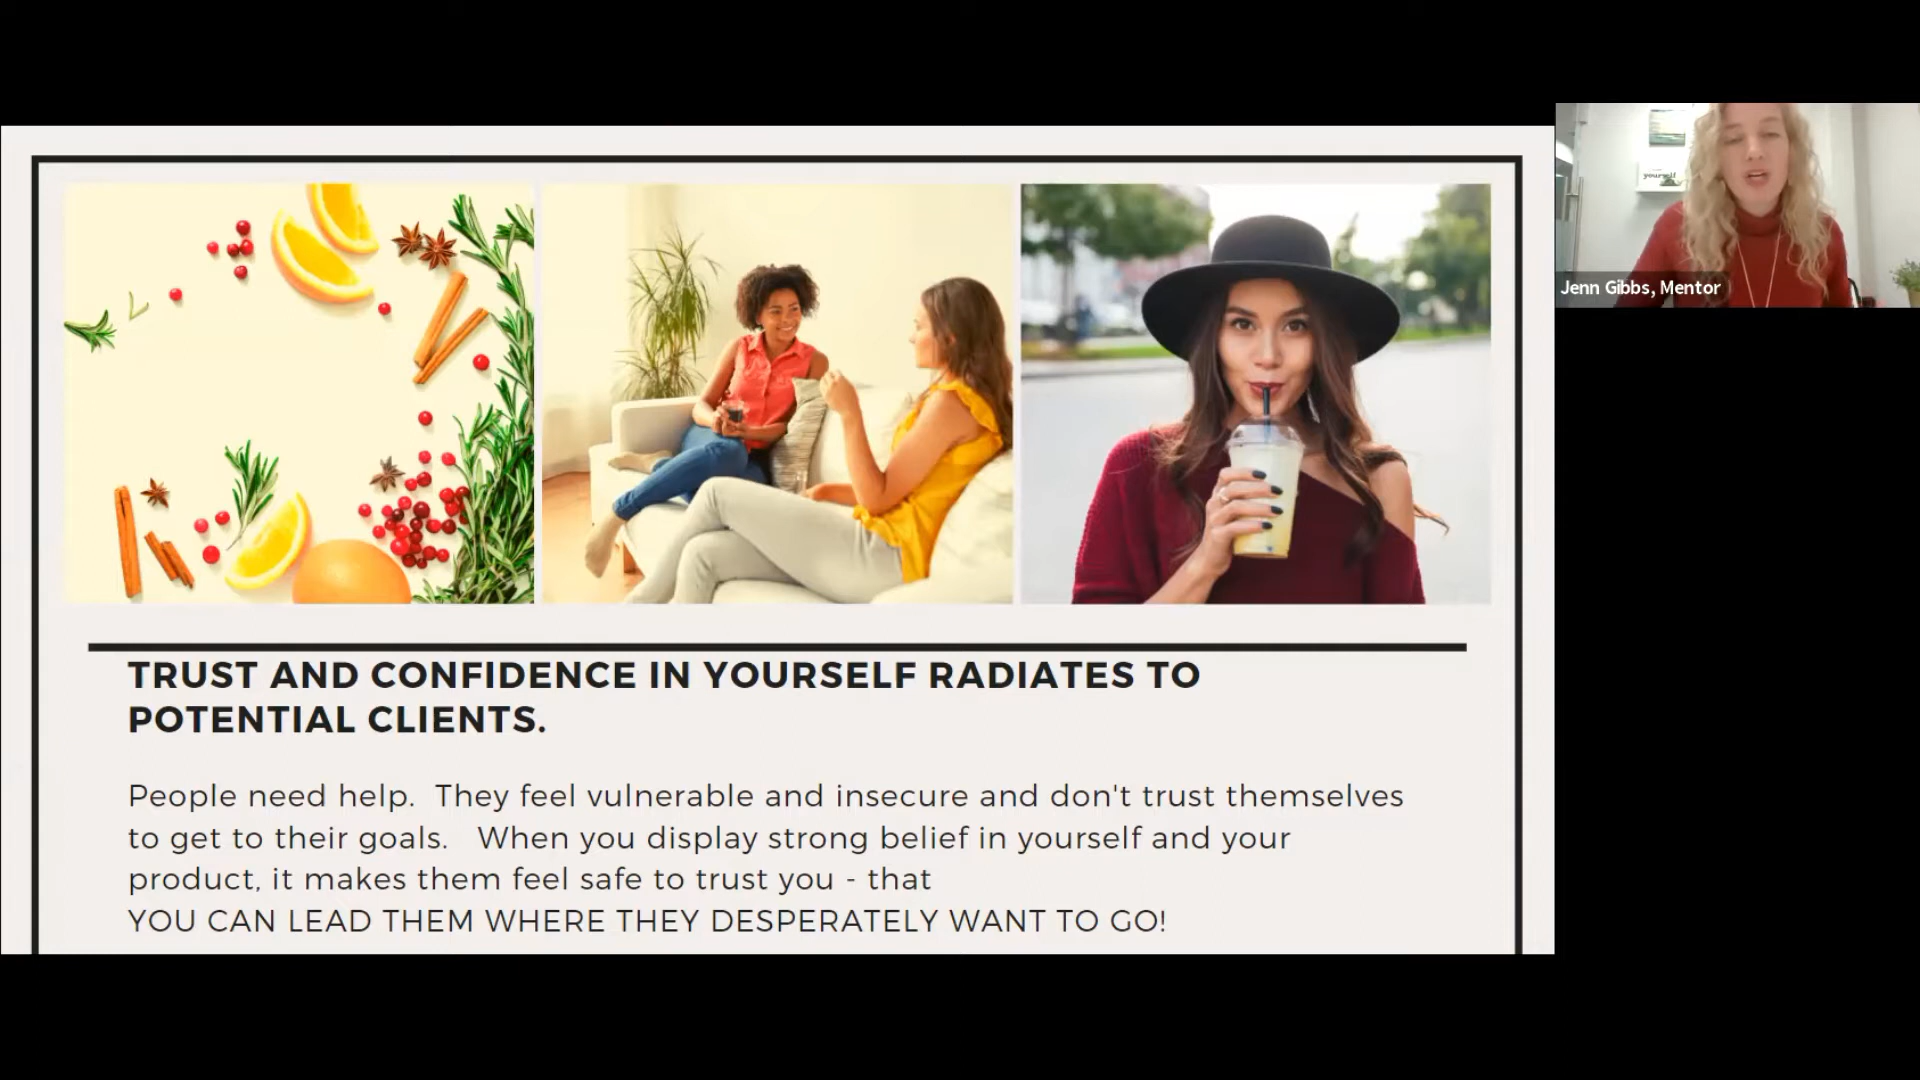 yourself
Jenn Gibbs, Mentor
TRUST AND CONFIDENCE IN YOURSELF RADIATES TO
POTENTIAL CLIENTS.
People need help.  They feel vulnerable and insecure and don't trust themselves
to get to their goals.   When you display strong belief in yourself and your
product, it makes them feel safe to trust you - that
YOU CAN LEAD THEM WHERE THEY DESPERATELY WANT TO GO!